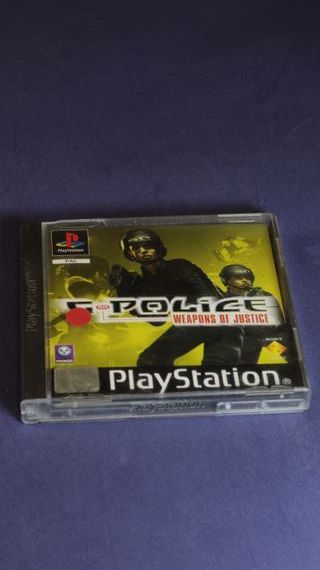 PlayStation
PAL
PlayStation
POLICE
WEAPONS OF JUSTICE
SONY
PlayStation®